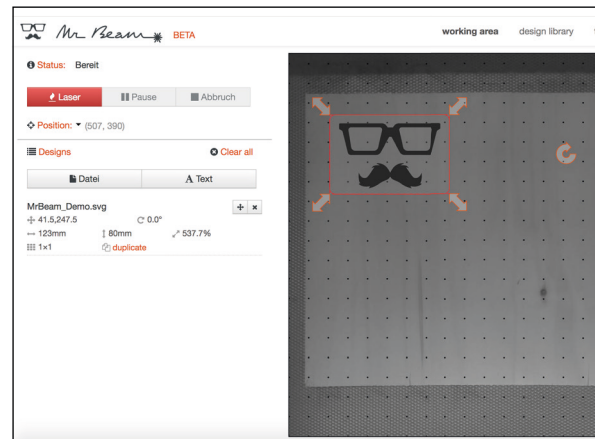 Mr Beam BETA
working area design library
Status: Bereit
Laser Pause Abbruch
Position: (507, 390)
Designs Clear all
Datei A Text
MrBeam_Demo.svg
41.5,247.5 0.0°
123mm 80mm 537.7%
1×1 duplicate